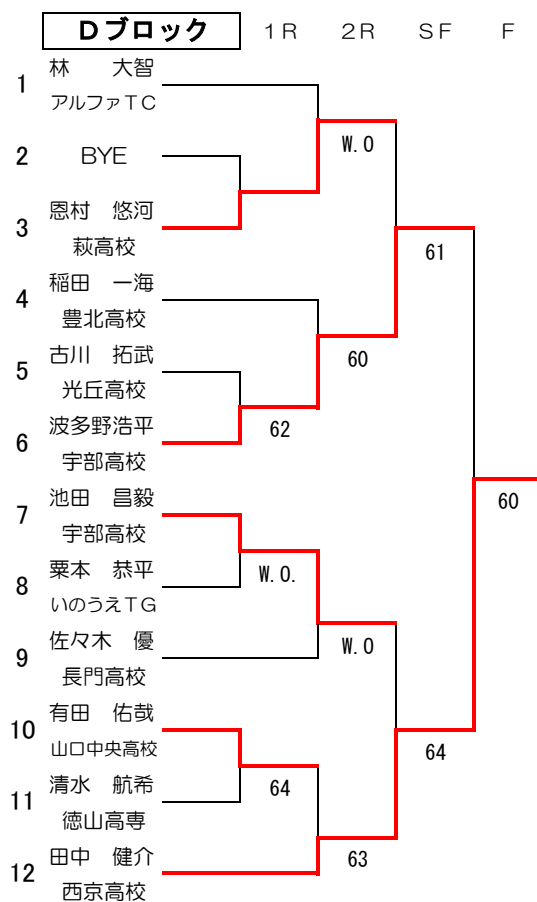 Ｄブロック １Ｒ ２Ｒ ＳＦ Ｆ
1 林　大智
アルファＴＣ
2 BYE
W.O
3 恩村　悠河
萩高校
61
4 稲田　一海
豊北高校
5 古川　拓武
光丘高校
60
6 波多野浩平
宇部高校
62
7 池田　昌毅
宇部高校
60
8 粟本　恭平
いのうえＴＧ
W.O.
9 佐々木　優
長門高校
W.O
10 有田　佑哉
山口中央高校
64
11 清水　航希
徳山高専
64
12 田中　健介
西京高校
63